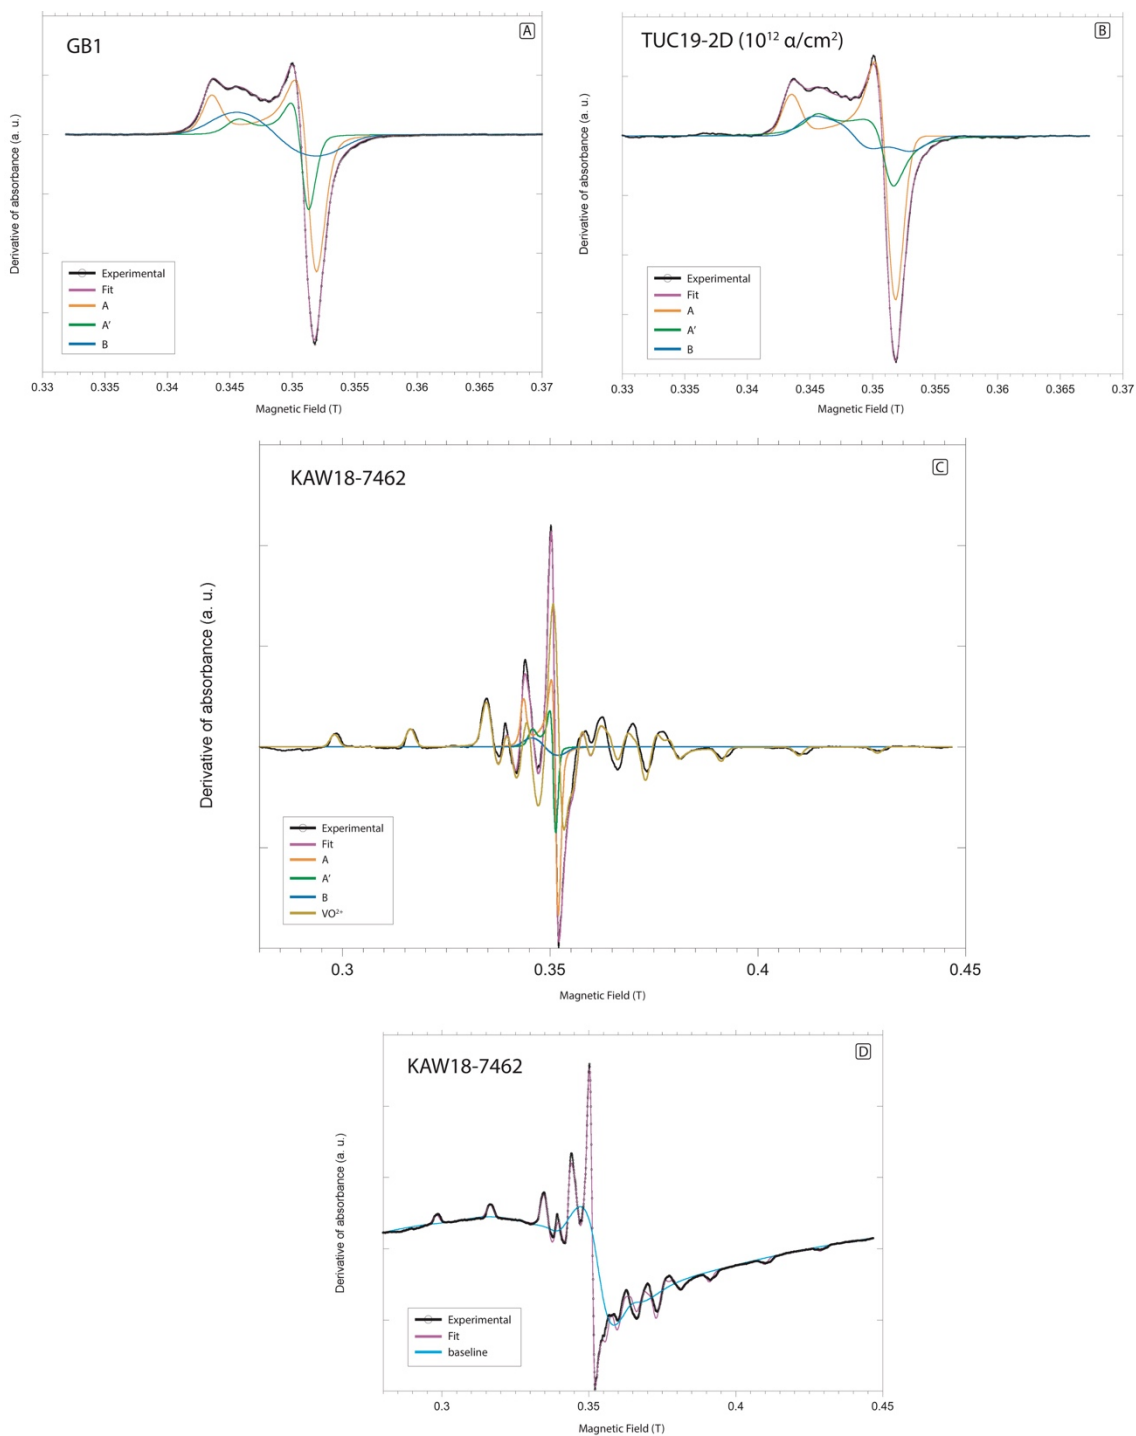 GB1
A
Derivative of absorbance (a. u.)
Experimental
Fit
A
A'
B
0.33 0.335 0.34 0.345 0.35 0.355 0.36 0.365 0.37
Magnetic Field (T)
TUC19-2D (10¹² α/cm²)
B
Derivative of absorbance (a. u.)
Experimental
Fit
A
A'
B
0.33 0.335 0.34 0.345 0.35 0.355 0.36 0.365 0.37
Magnetic Field (T)
KAW18-7462
C
Derivative of absorbance (a. u.)
Experimental
Fit
A
A'
B
VO²⁺
0.3 0.35 0.4 0.45
Magnetic Field (T)
KAW18-7462
D
Derivative of absorbance (a. u.)
Experimental
Fit
baseline
0.3 0.35 0.4 0.45
Magnetic Field (T)